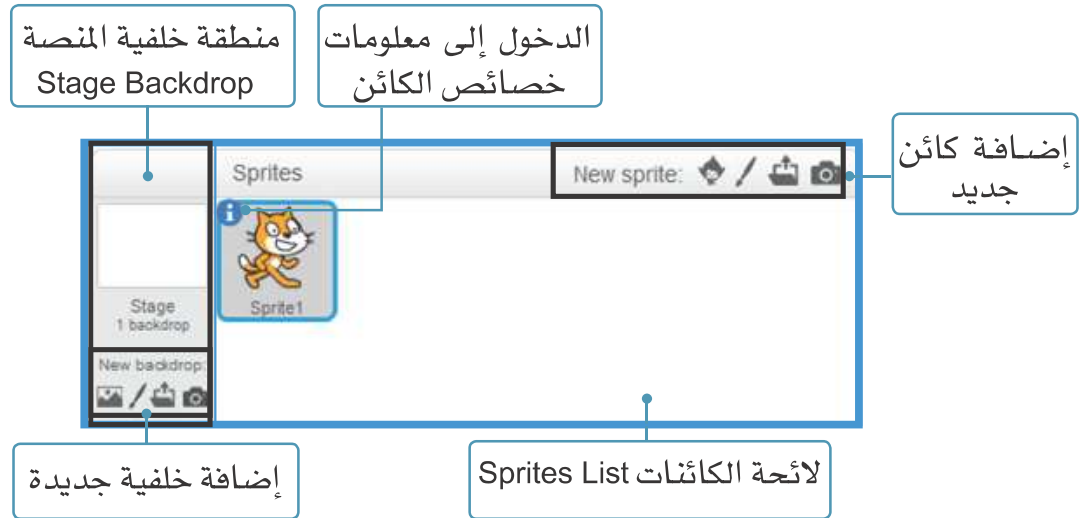 منطقة خلفية المنصة
Stage Backdrop
الدخول إلى معلومات
خصائص الكائن
إضافة كائن
جديد
Sprites
New sprite:
Sprite1
Stage
1 backdrop
New backdrop:
إضافة خلفية جديدة
لائحة الكائنات Sprites List